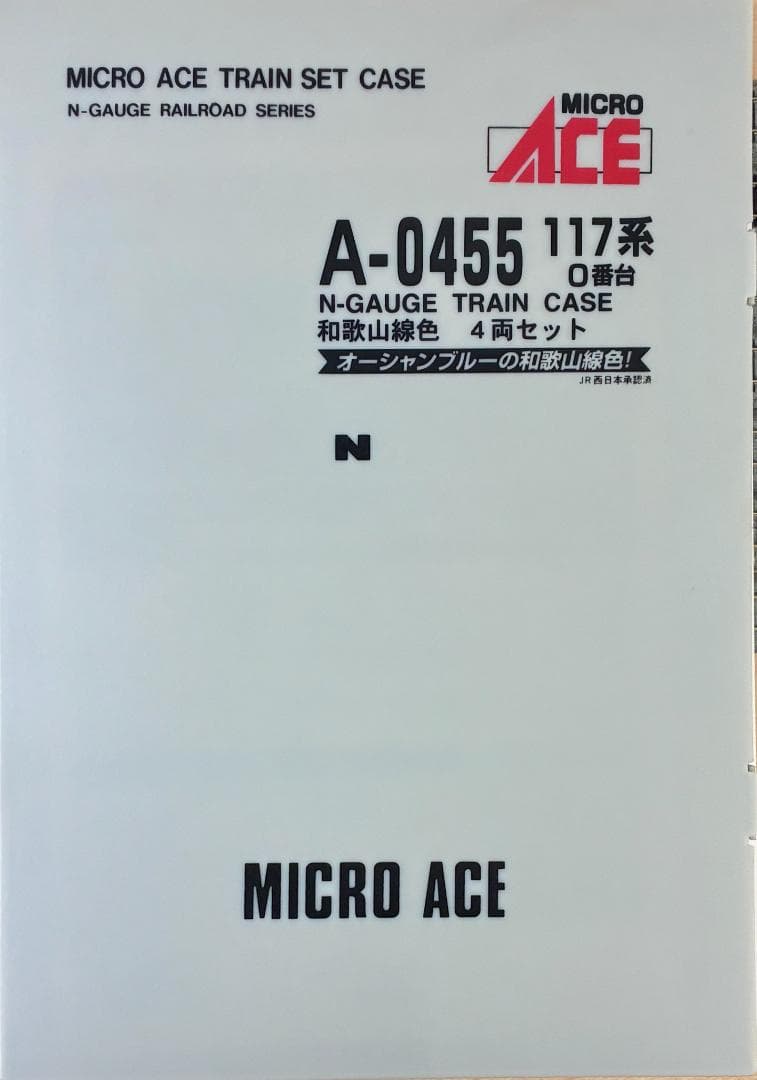 MICRO ACE TRAIN SET CASE
N-GAUGE RAILROAD SERIES
MICRO
ACE
A-0455 117系
0番台
N-GAUGE TRAIN CASE
和歌山線色 4両セット
オーシャンブルーの和歌山線色!
JR西日本承認済
N
MICRO ACE